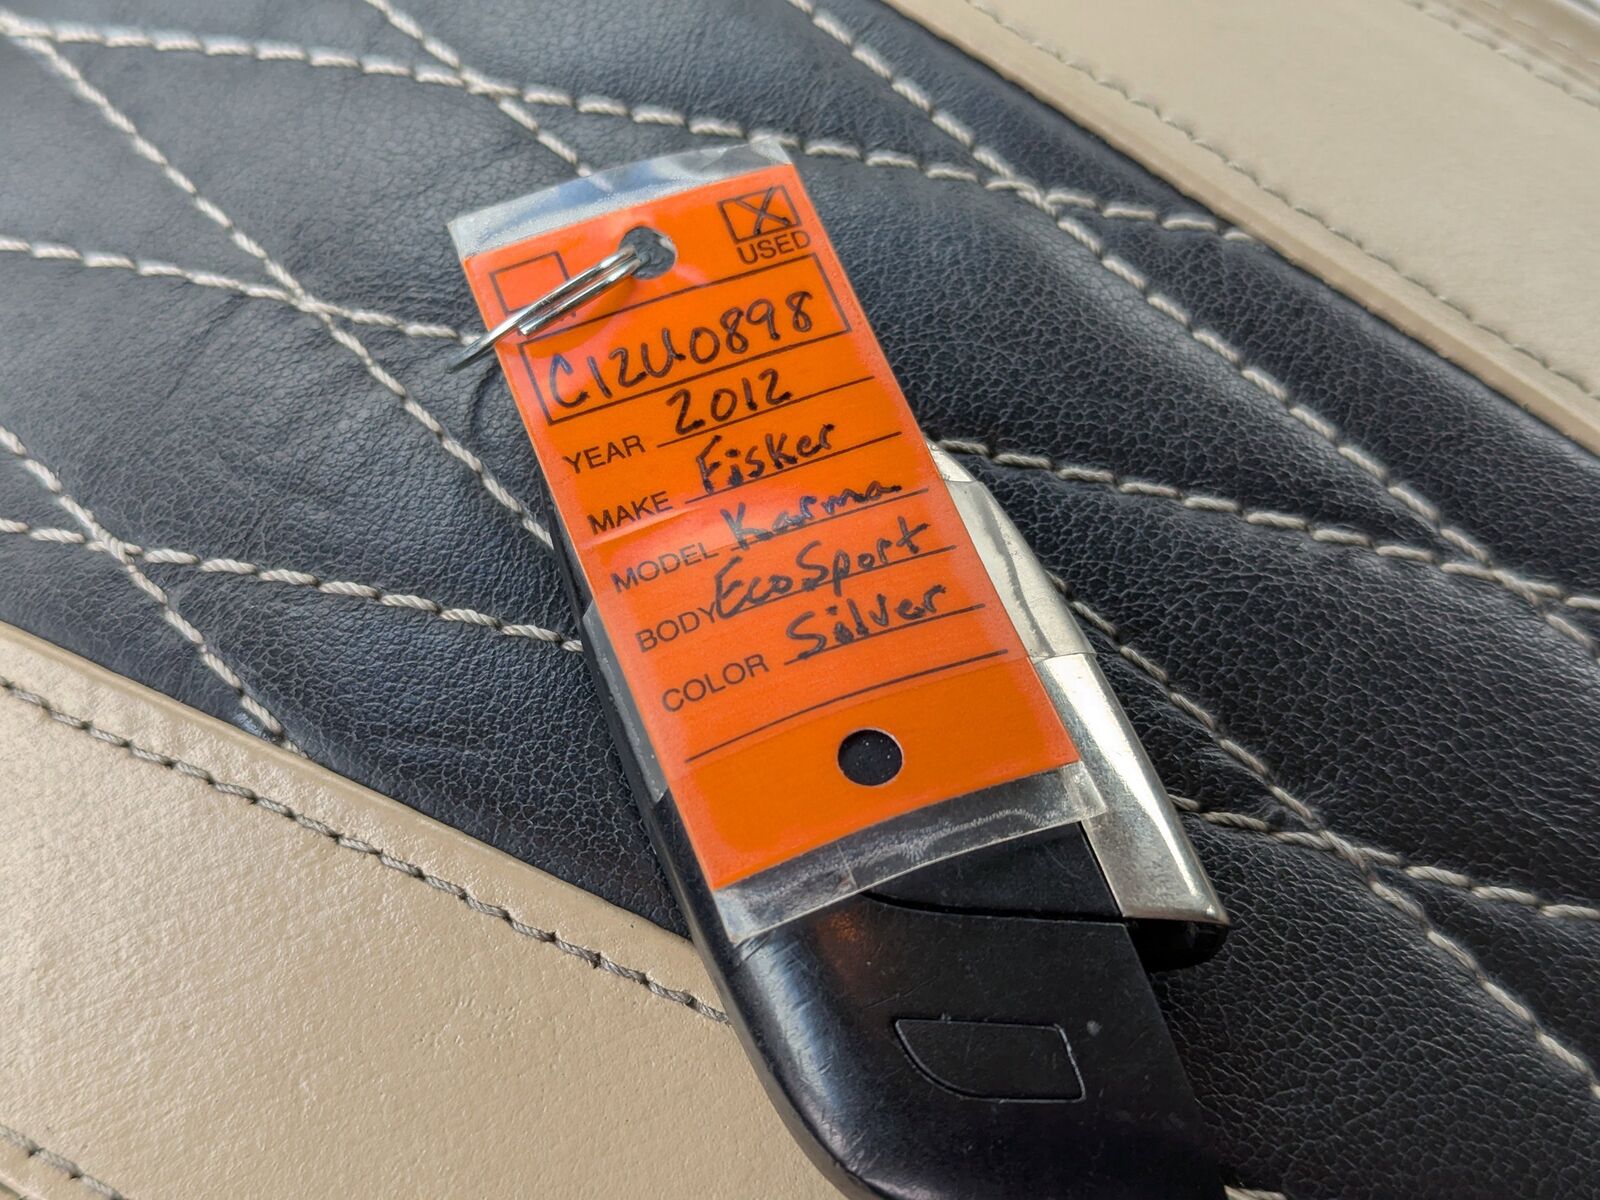 X
USED
C12U0898
YEAR 2012
MAKE Fisker
MODEL Karma
BODY EcoSport
COLOR Silver